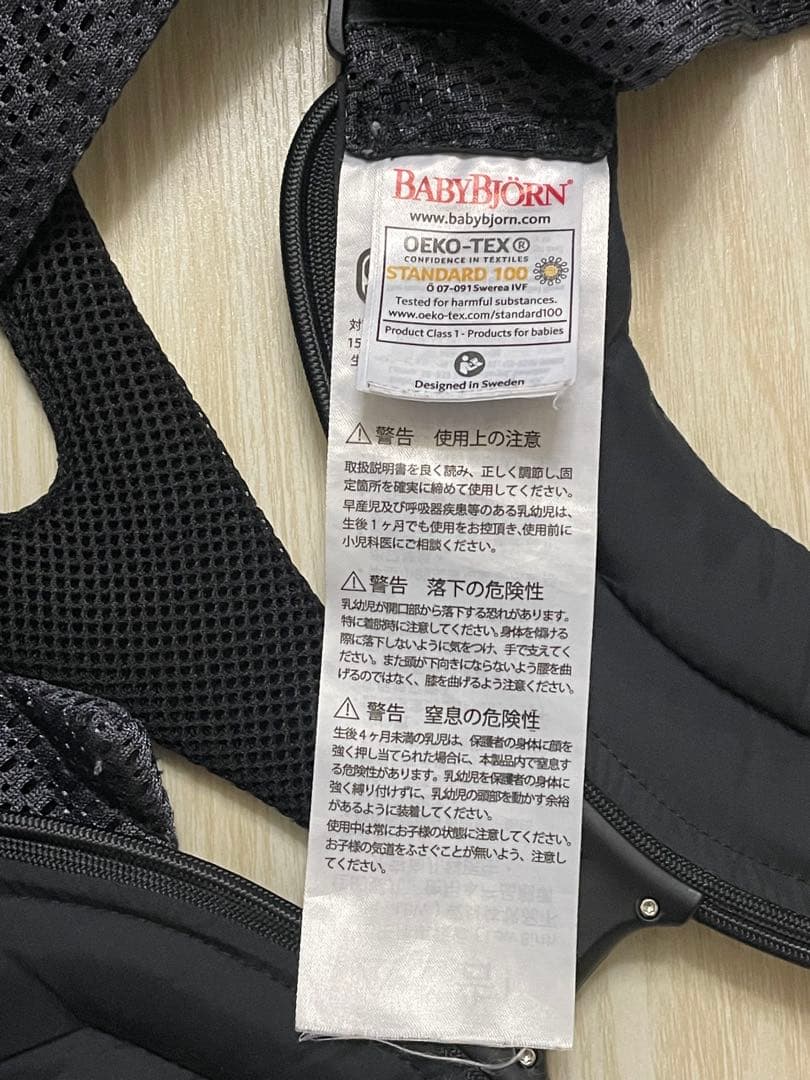 BABYBJÖRN®
www.babybjorn.com
OEKO-TEX®
CONFIDENCE IN TEXTILES
STANDARD 100
Ö 07-091 Swerea IVF
Tested for harmful substances.
www.oeko-tex.com/standard100
Product Class 1 - Products for babies
Designed in Sweden
対
15
生
⚠警告 使用上の注意
取扱説明書を良く読み、正しく調節し、固
定箇所を確実に締めて使用してください。
早産児及び呼吸器疾患等のある乳幼児は、
生後1ヶ月でも使用をお控頂き、使用前に
小児科医にご相談ください。
⚠警告 落下の危険性
乳幼児が開口部から落下する恐れがあります。
特に着脱時に注意してください。身体を傾ける
際に落下しないように気をつけ、手で支えてく
ださい。また頭が下向きにならないよう腰を曲
げるのではなく、膝を曲げるよう注意ください。
⚠警告 窒息の危険性
生後4ヶ月未満の乳児は、保護者の身体に顔を
強く押し当てられた場合に、本製品内で窒息す
る危険性があります。乳幼児を保護者の身体に
強く縛り付けずに、乳幼児の頭部を動かす余裕
があるように装着してください。
使用中は常にお子様の状態に注意してください。
お子様の気道をふさぐことが無いよう、注意し
てください。